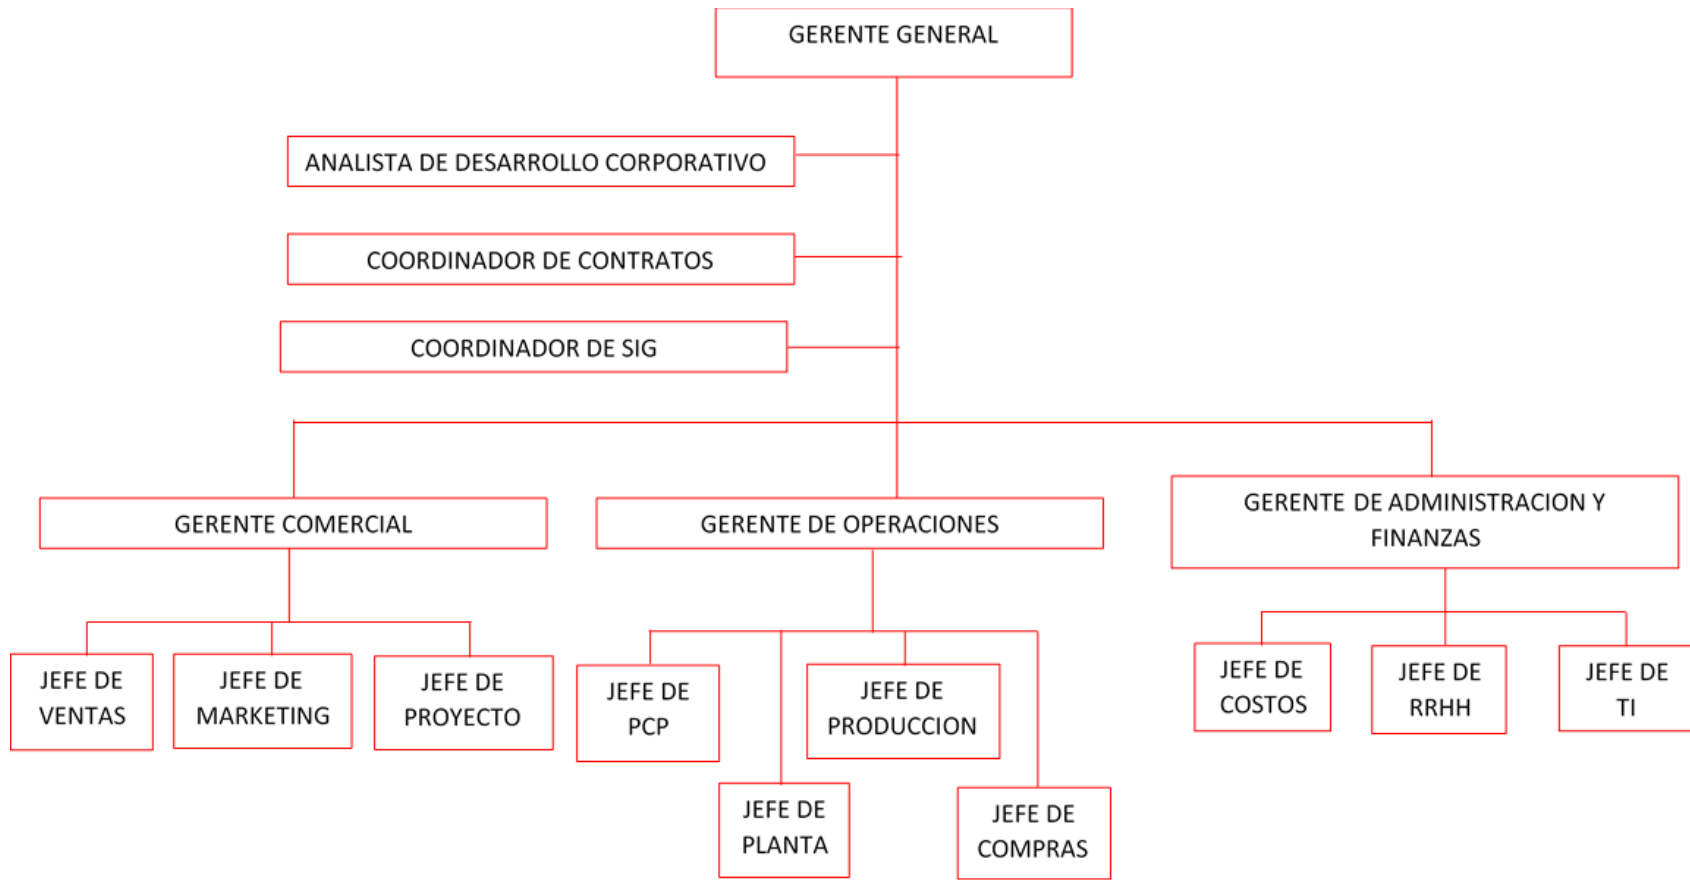 GERENTE GENERAL
ANALISTA DE DESARROLLO CORPORATIVO
COORDINADOR DE CONTRATOS
COORDINADOR DE SIG
GERENTE COMERCIAL
GERENTE DE OPERACIONES
GERENTE DE ADMINISTRACION Y
FINANZAS
JEFE DE
VENTAS
JEFE DE
MARKETING
JEFE DE
PROYECTO
JEFE DE
PCP
JEFE DE
PLANTA
JEFE DE
PRODUCCION
JEFE DE
COMPRAS
JEFE DE
COSTOS
JEFE DE
RRHH
JEFE DE
TI